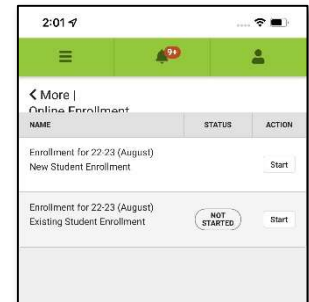 2:01
9+
More |
Online Enrollment
NAME STATUS ACTION
Enrollment for 22-23 (August)
New Student Enrollment
Start
Enrollment for 22-23 (August)
Existing Student Enrollment
NOT
STARTED
Start